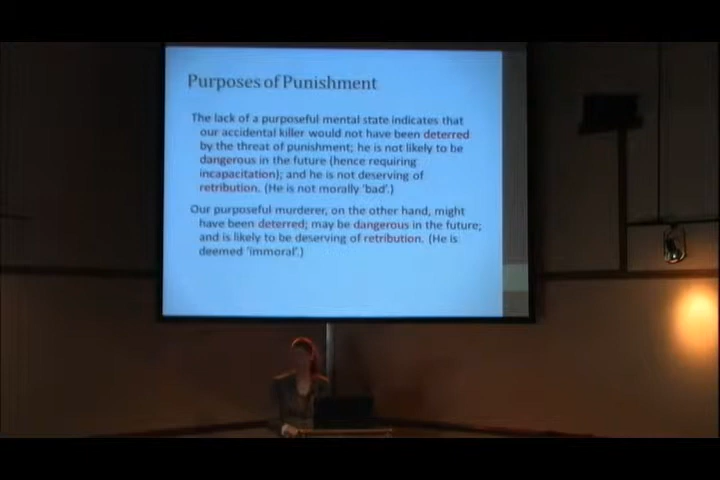 Purposes of Punishment
The lack of a purposeful mental state indicates that
our accidental killer would not have been deterred
by the threat of punishment; he is not likely to be
dangerous in the future (hence requiring
incapacitation); and he is not deserving of
retribution. (He is not morally 'bad'.)
Our purposeful murderer, on the other hand, might
have been deterred; may be dangerous in the future;
and is likely to be deserving of retribution. (He is
deemed 'immoral'.)